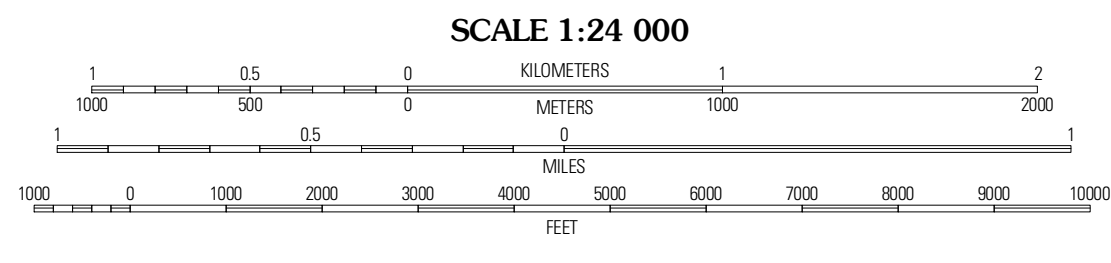 SCALE 1:24 000
1 0.5 0 KILOMETERS 1 2
1000 500 0 METERS 1000 2000
1 0.5 0 1
MILES
1000 0 1000 2000 3000 4000 5000 6000 7000 8000 9000 10000
FEET